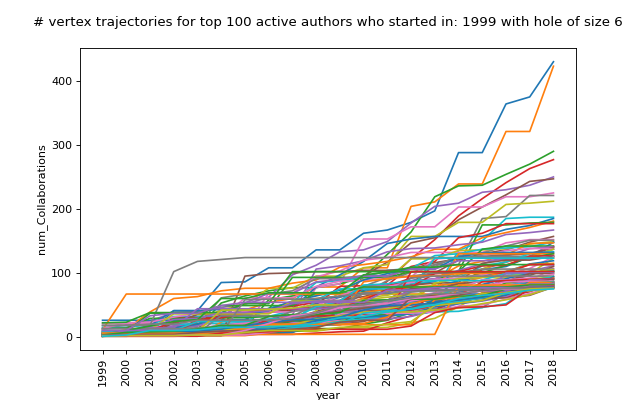 # vertex trajectories for top 100 active authors who started in: 1999 with hole of size 6
num_Collaborations
400
300
200
100
0
1999 2000 2001 2002 2003 2004 2005 2006 2007 2008 2009 2010 2011 2012 2013 2014 2015 2016 2017 2018
year